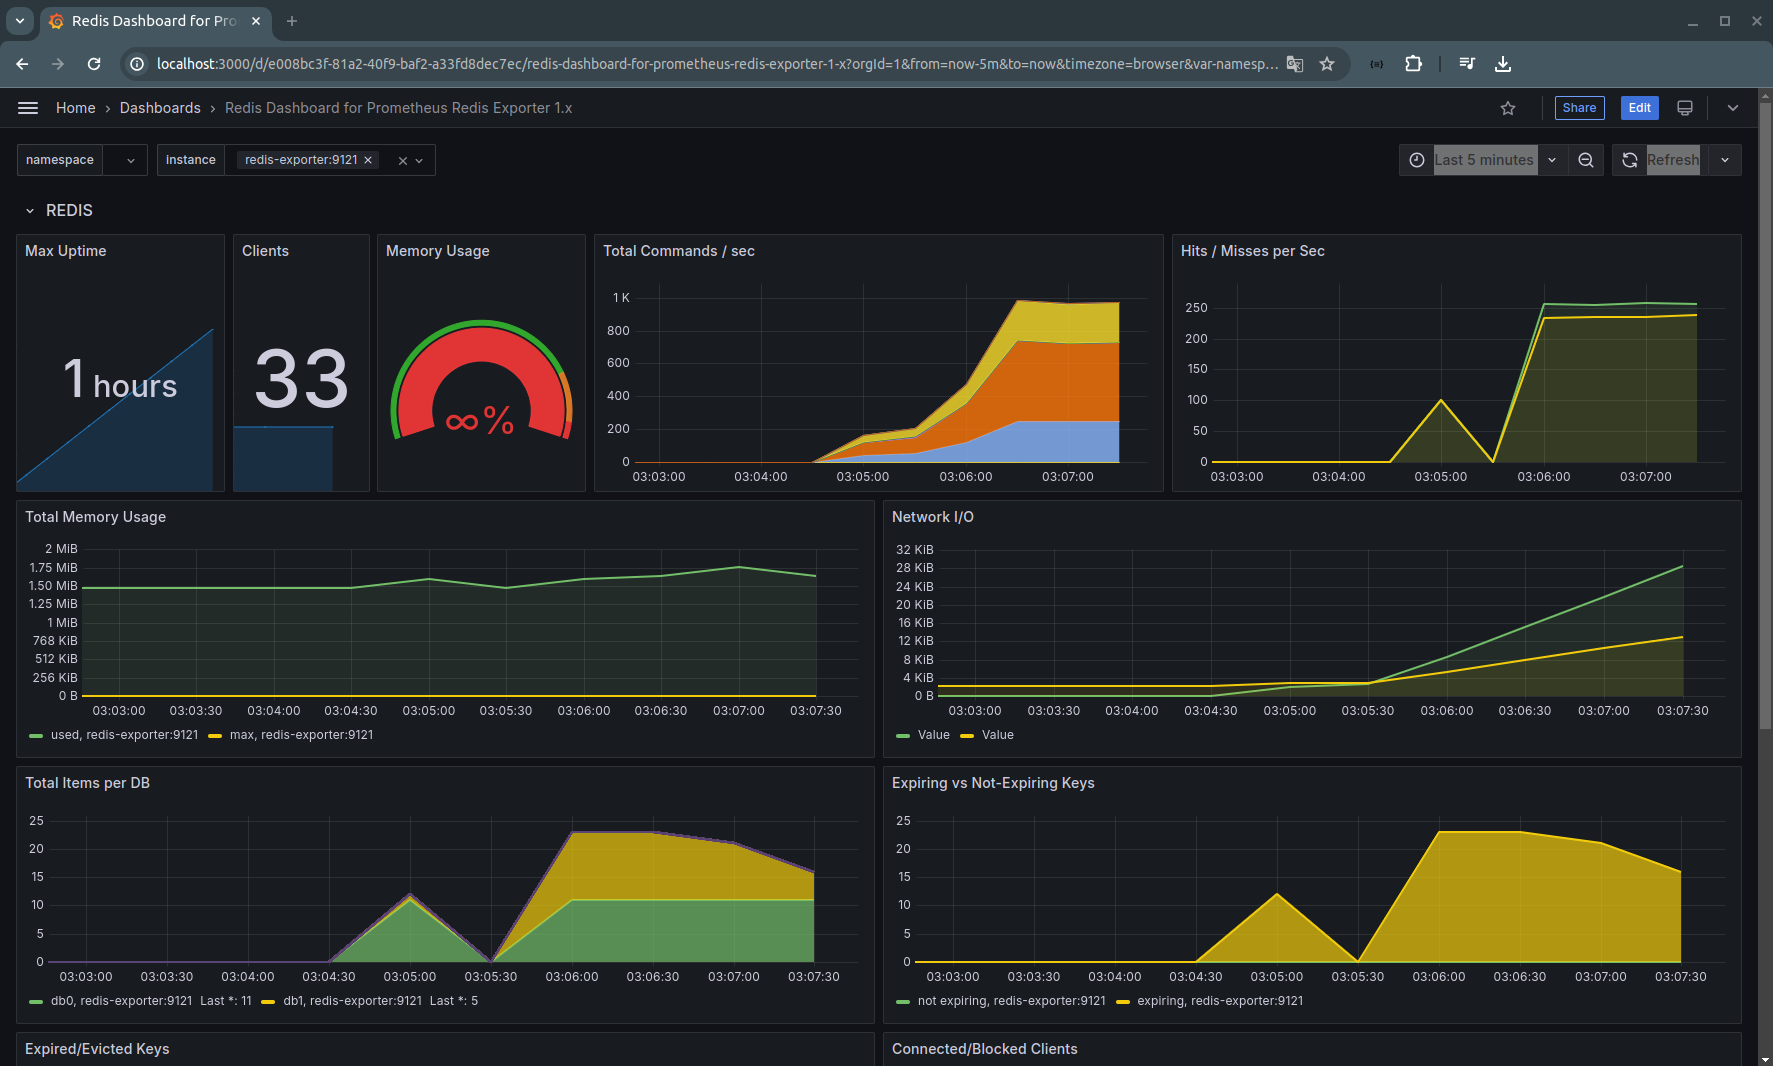 Redis Dashboard for Pro
localhost:3000/d/e008bc3f-81a2-40f9-baf2-a33fd8dec7ec/redis-dashboard-for-prometheus-redis-exporter-1-x?orgId=1&from=now-5m&to=now&timezone=browser&var-namesp...
Home › Dashboards › Redis Dashboard for Prometheus Redis Exporter 1.x
Share
Edit
namespace
instance
redis-exporter:9121
Last 5 minutes
Refresh
REDIS
Max Uptime
1 hours
Clients
33
Memory Usage
∞%
Total Commands / sec
1 K
800
600
400
200
0
03:03:00 03:04:00 03:05:00 03:06:00 03:07:00
Hits / Misses per Sec
250
200
150
100
50
0
03:03:00 03:04:00 03:05:00 03:06:00 03:07:00
Total Memory Usage
2 MiB
1.75 MiB
1.50 MiB
1.25 MiB
1 MiB
768 KiB
512 KiB
256 KiB
0 B
03:03:00 03:03:30 03:04:00 03:04:30 03:05:00 03:05:30 03:06:00 03:06:30 03:07:00 03:07:30
used, redis-exporter:9121 max, redis-exporter:9121
Network I/O
32 KiB
28 KiB
24 KiB
20 KiB
16 KiB
12 KiB
8 KiB
4 KiB
0 B
03:03:00 03:03:30 03:04:00 03:04:30 03:05:00 03:05:30 03:06:00 03:06:30 03:07:00 03:07:30
Value Value
Total Items per DB
25
20
15
10
5
0
03:03:00 03:03:30 03:04:00 03:04:30 03:05:00 03:05:30 03:06:00 03:06:30 03:07:00 03:07:30
db0, redis-exporter:9121 Last *: 11 db1, redis-exporter:9121 Last *: 5
Expiring vs Not-Expiring Keys
25
20
15
10
5
0
03:03:00 03:03:30 03:04:00 03:04:30 03:05:00 03:05:30 03:06:00 03:06:30 03:07:00 03:07:30
not expiring, redis-exporter:9121 expiring, redis-exporter:9121
Expired/Evicted Keys
Connected/Blocked Clients